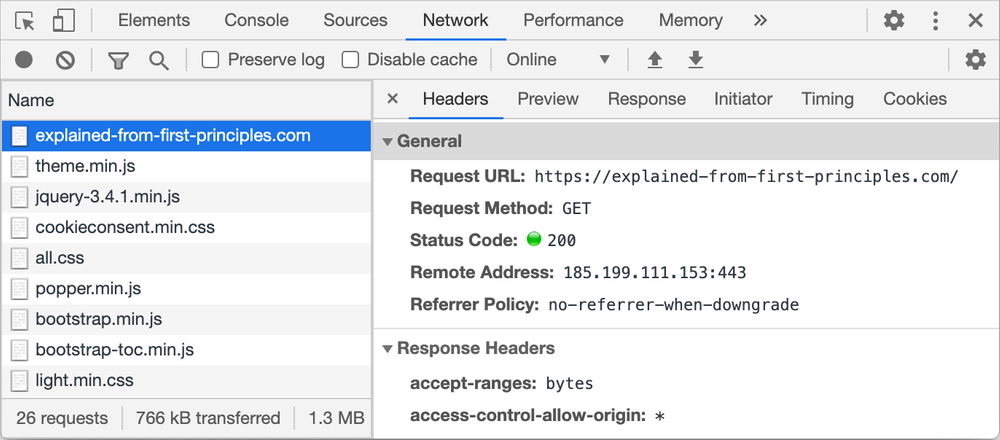 Elements Console Sources Network Performance Memory »
Preserve log Disable cache Online
Name
explained-from-first-principles.com
theme.min.js
jquery-3.4.1.min.js
cookieconsent.min.css
all.css
popper.min.js
bootstrap.min.js
bootstrap-toc.min.js
light.min.css
26 requests 766 kB transferred 1.3 MB
Headers Preview Response Initiator Timing Cookies
General
Request URL: https://explained-from-first-principles.com/
Request Method: GET
Status Code: 200
Remote Address: 185.199.111.153:443
Referrer Policy: no-referrer-when-downgrade
Response Headers
accept-ranges: bytes
access-control-allow-origin: *